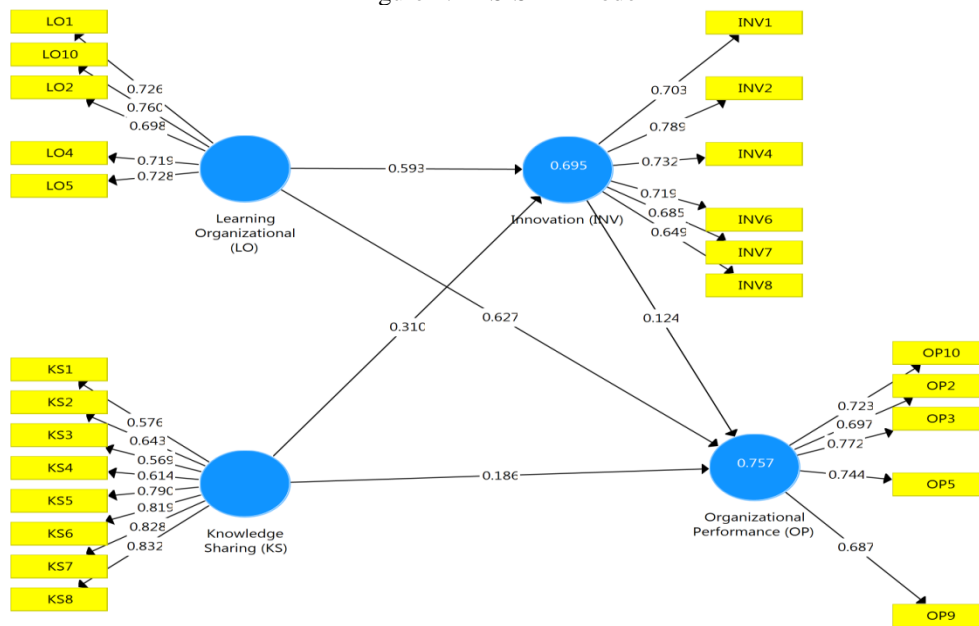 LO1
LO10
LO2
LO4
LO5
0.726
0.760
0.698
0.719
0.728
Learning
Organizational
(LO)
0.593
0.627
0.695
Innovation (INV)
INV1
INV2
INV4
INV6
INV7
INV8
0.703
0.789
0.732
0.719
0.685
0.649
0.310
0.124
KS1
KS2
KS3
KS4
KS5
KS6
KS7
KS8
0.576
0.643
0.569
0.614
0.790
0.819
0.828
0.832
Knowledge
Sharing (KS)
0.186
0.757
Organizational
Performance (OP)
OP10
OP2
OP3
OP5
OP9
0.723
0.697
0.772
0.744
0.687